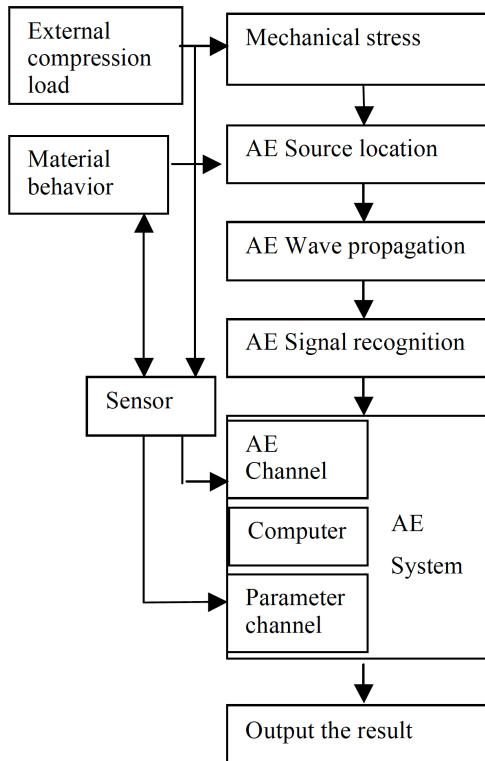 External
compression
load
Mechanical stress
Material
behavior
AE Source location
AE Wave propagation
AE Signal recognition
Sensor
AE
Channel
Computer
AE
System
Parameter
channel
Output the result